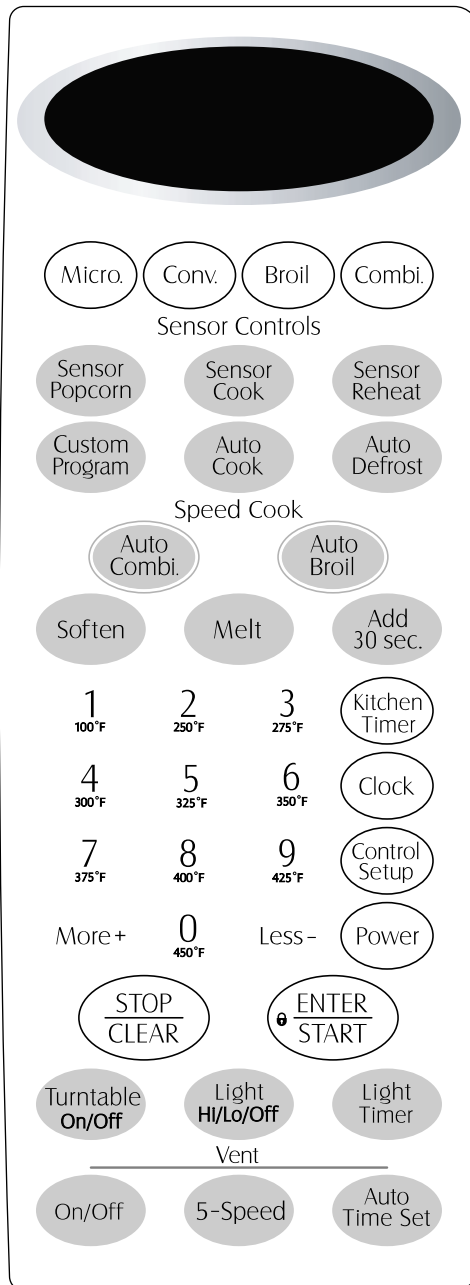 Micro. Conv. Broil Combi.
Sensor Controls
Sensor Popcorn
Sensor Cook
Sensor Reheat
Custom Program
Auto Cook
Auto Defrost
Speed Cook
Auto Combi.
Auto Broil
Soften
Melt
Add 30 sec.
1 2 3
100°F 250°F 275°F
Kitchen Timer
4 5 6
300°F 325°F 350°F
Clock
7 8 9
375°F 400°F 425°F
Control Setup
More+ 0 Less-
450°F
Power
STOP
CLEAR
ENTER
START
Turntable
On/Off
Light
HI/Lo/Off
Light
Timer
Vent
On/Off
5-Speed
Auto
Time Set